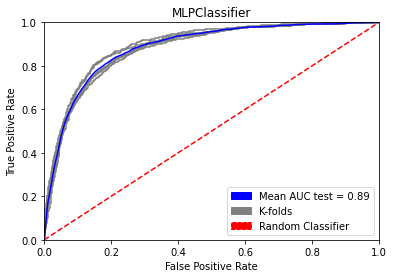 MLPClassifier
True Positive Rate
1.0
0.8
0.6
0.4
0.2
0.0
Mean AUC test = 0.89
K-folds
Random Classifier
0.0 0.2 0.4 0.6 0.8 1.0
False Positive Rate